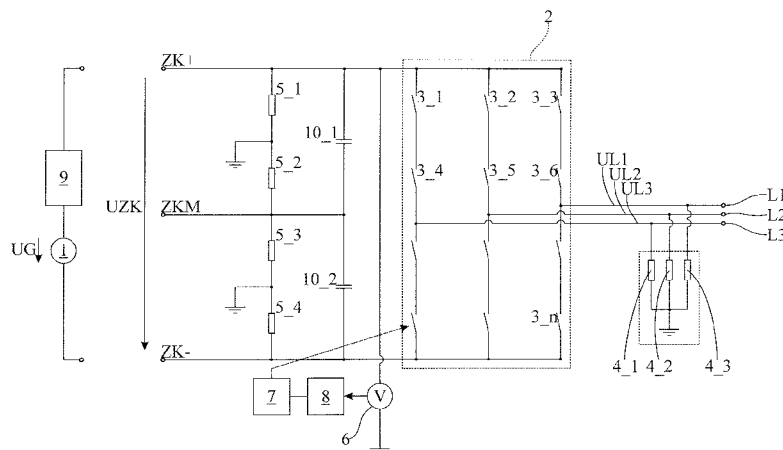 2
ZK+
5_1
3_1
3_2
3_3
10_1
9
5_2
3_4
3_5
3_6
UL1
UL2
UL3
L1
L2
L3
UZK
ZKM
5_3
UG
i
10_2
5_4
3_n
ZK-
4_1
4_2
4_3
7
8
V
6